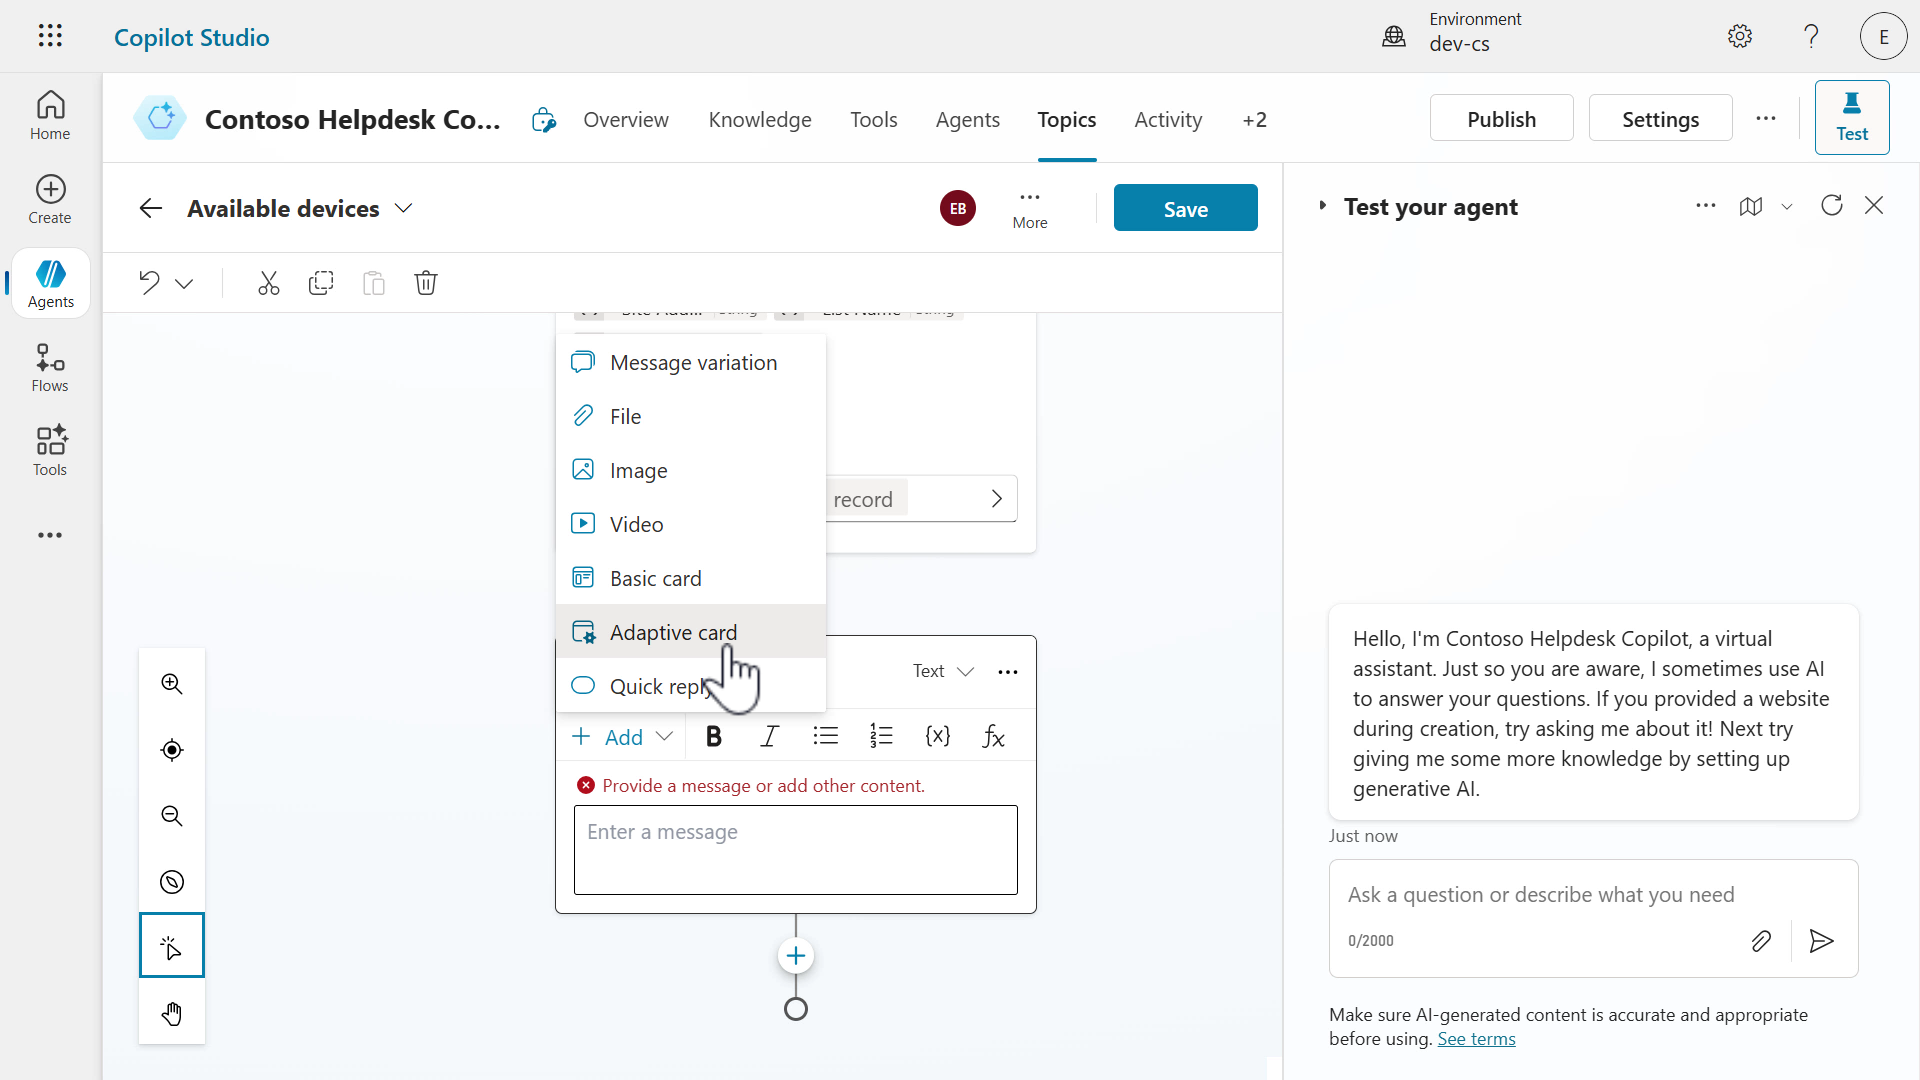 Copilot Studio
Environment
dev-cs
E
Home
Create
Agents
Flows
Tools
Contoso Helpdesk Co...
Overview
Knowledge
Tools
Agents
Topics
Activity
+2
Publish
Settings
Test
Available devices
EB
More
Save
List Name
Message variation
File
Image
Video
Basic card
Adaptive card
Quick reply
record
Text
Add
Provide a message or add other content.
Enter a message
Test your agent
Hello, I'm Contoso Helpdesk Copilot, a virtual
assistant. Just so you are aware, I sometimes use AI
to answer your questions. If you provided a website
during creation, try asking me about it! Next try
giving me some more knowledge by setting up
generative AI.
Just now
Ask a question or describe what you need
0/2000
Make sure AI-generated content is accurate and appropriate
before using. See terms